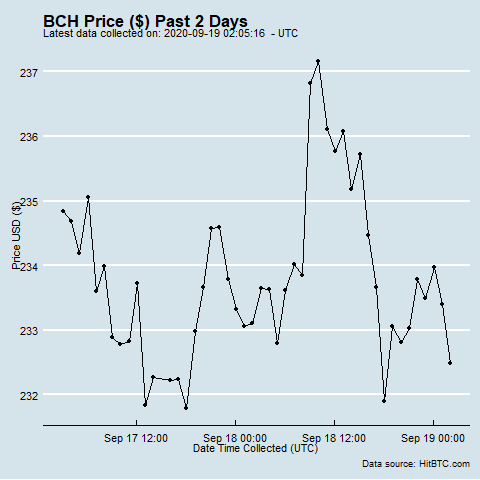 BCH Price ($) Past 2 Days
Latest data collected on: 2020-09-19 02:05:16 - UTC
237
236
235
234
233
232
Price USD ($)
Sep 17 12:00 Sep 18 00:00 Sep 18 12:00 Sep 19 00:00
Date Time Collected (UTC)
Data source: HitBTC.com